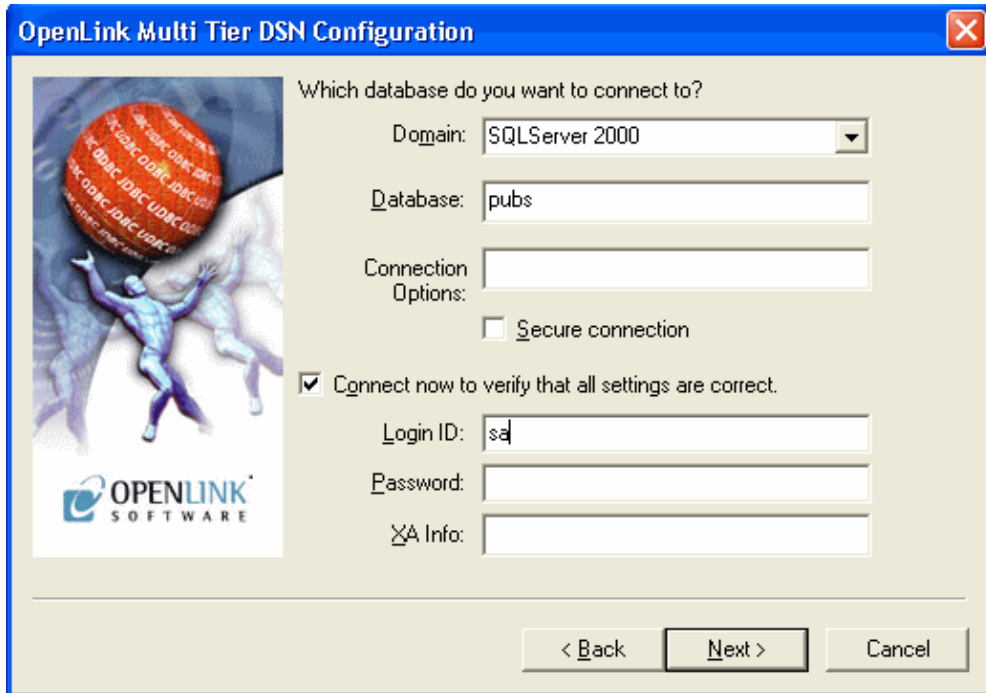 OpenLink Multi Tier DSN Configuration
Which database do you want to connect to?
Domain: SQLServer 2000
Database: pubs
Connection
Options:
Secure connection
Connect now to verify that all settings are correct.
Login ID: sa
Password:
XA Info:
OPENLINK
SOFTWARE
< Back
Next >
Cancel